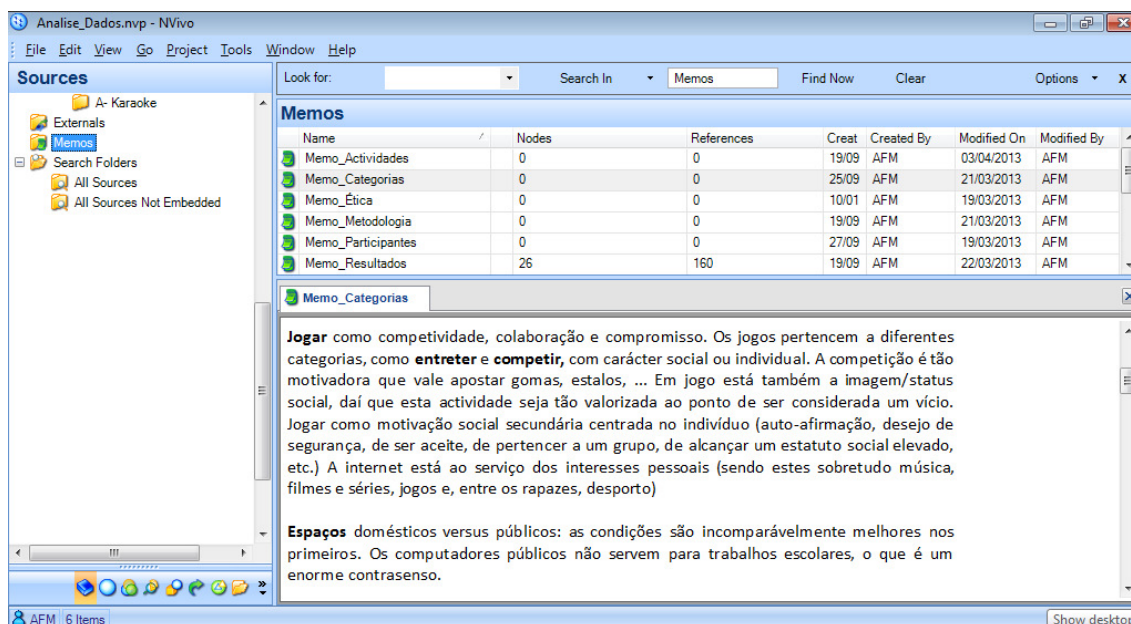 Analise_Dados.nvp - NVivo
File Edit View Go Project Tools Window Help
Sources
A- Karaoke
Externals
Memos
Search Folders
All Sources
All Sources Not Embedded
Look for: Search In Memos Find Now Clear Options x
Memos
Name Nodes References Creat Created By Modified On Modified By
Memo_Actividades 0 0 19/09 AFM 03/04/2013 AFM
Memo_Categorias 0 0 25/09 AFM 21/03/2013 AFM
Memo_Ética 0 0 10/01 AFM 19/03/2013 AFM
Memo_Metodologia 0 0 19/09 AFM 21/03/2013 AFM
Memo_Participantes 0 0 27/09 AFM 19/03/2013 AFM
Memo_Resultados 26 160 19/09 AFM 22/03/2013 AFM
Memo_Categorias
Jogar como competividade, colaboração e compromisso. Os jogos pertencem a diferentes
categorias, como entreter e competir, com carácter social ou individual. A competição é tão
motivadora que vale apostar gomas, estalos, ... Em jogo está também a imagem/status
social, daí que esta actividade seja tão valorizada ao ponto de ser considerada um vício.
Jogar como motivação social secundária centrada no indivíduo (auto-afirmação, desejo de
segurança, de ser aceite, de pertencer a um grupo, de alcançar um estatuto social elevado,
etc.) A internet está ao serviço dos interesses pessoais (sendo estes sobretudo música,
filmes e séries, jogos e, entre os rapazes, desporto)
Espaços domésticos versus públicos: as condições são incomparávelmente melhores nos
primeiros. Os computadores públicos não servem para trabalhos escolares, o que é um
enorme contrasenso.
AFM 6 Items
Show desktop